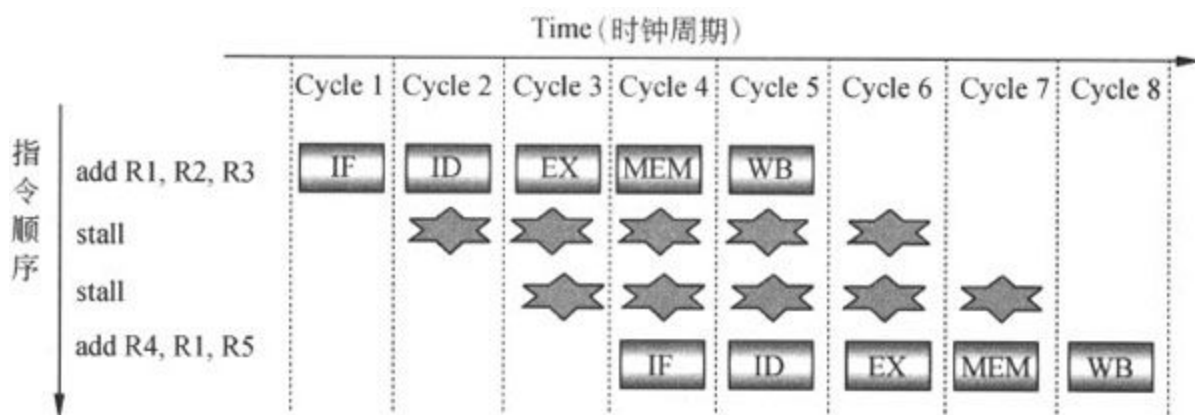 Time(时钟周期)
Cycle 1 Cycle 2 Cycle 3 Cycle 4 Cycle 5 Cycle 6 Cycle 7 Cycle 8
指令顺序
add R1, R2, R3 IF ID EX MEM WB
stall
stall
add R4, R1, R5 IF ID EX MEM WB